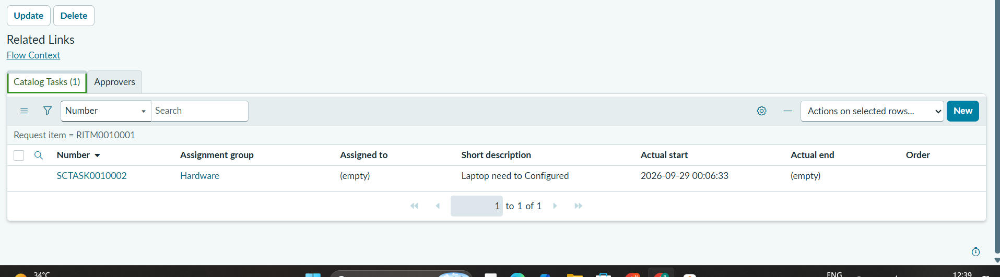 Update Delete
Related Links
Flow Context
Catalog Tasks (1) Approvers
Number Search Actions on selected rows... New
Request item = RITM0010001
Number Assignment group Assigned to Short description Actual start Actual end Order
SCTASK0010002 Hardware (empty) Laptop need to Configured 2026-09-29 00:06:33 (empty)
1 to 1 of 1
34°C ENG 12:39